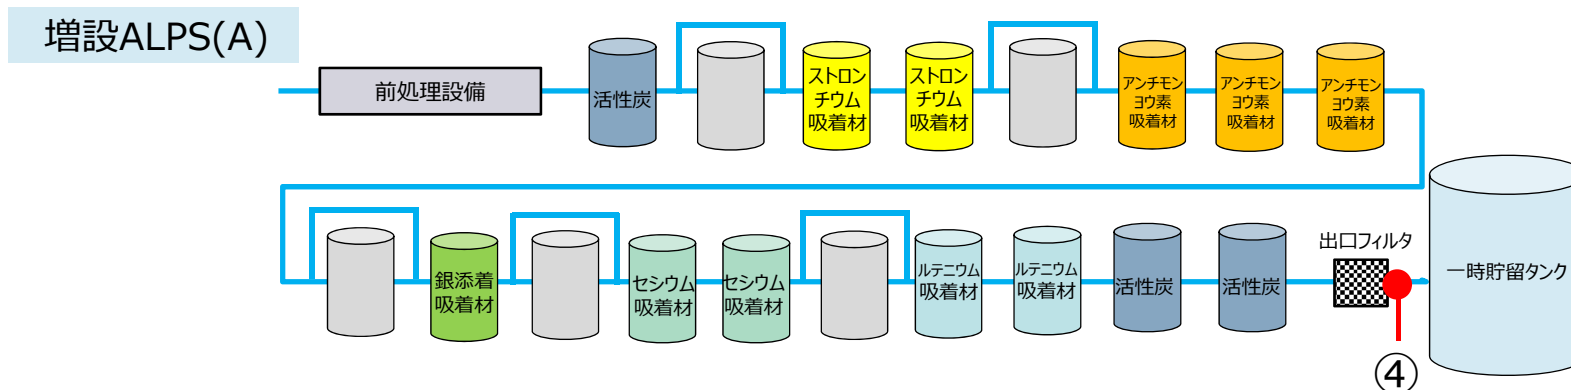 増設ALPS(A)
前処理設備
活性炭
ストロン
チウム
吸着材
ストロン
チウム
吸着材
アンチモン
ヨウ素
吸着材
アンチモン
ヨウ素
吸着材
アンチモン
ヨウ素
吸着材
銀添着
吸着材
セシウム
吸着材
セシウム
吸着材
ルテニウム
吸着材
ルテニウム
吸着材
活性炭
活性炭
出口フィルタ
一時貯留タンク
④